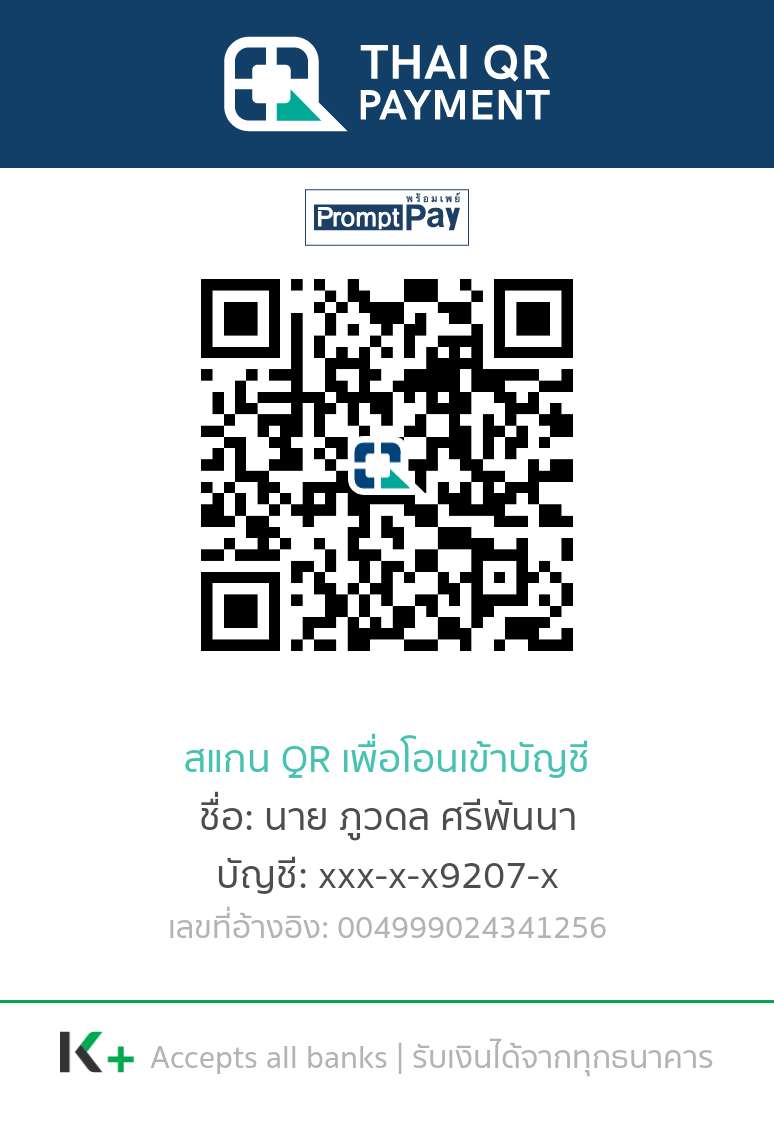 THAI QR
PAYMENT
พร้อมเพย์
PromptPay
สแกน QR เพื่อโอนเข้าบัญชี
ชื่อ: นาย ภูวดล ศรีพันนา
บัญชี: xxx-x-x9207-x
เลขที่อ้างอิง: 004999024341256
K+ Accepts all banks | รับเงินได้จากทุกธนาคาร